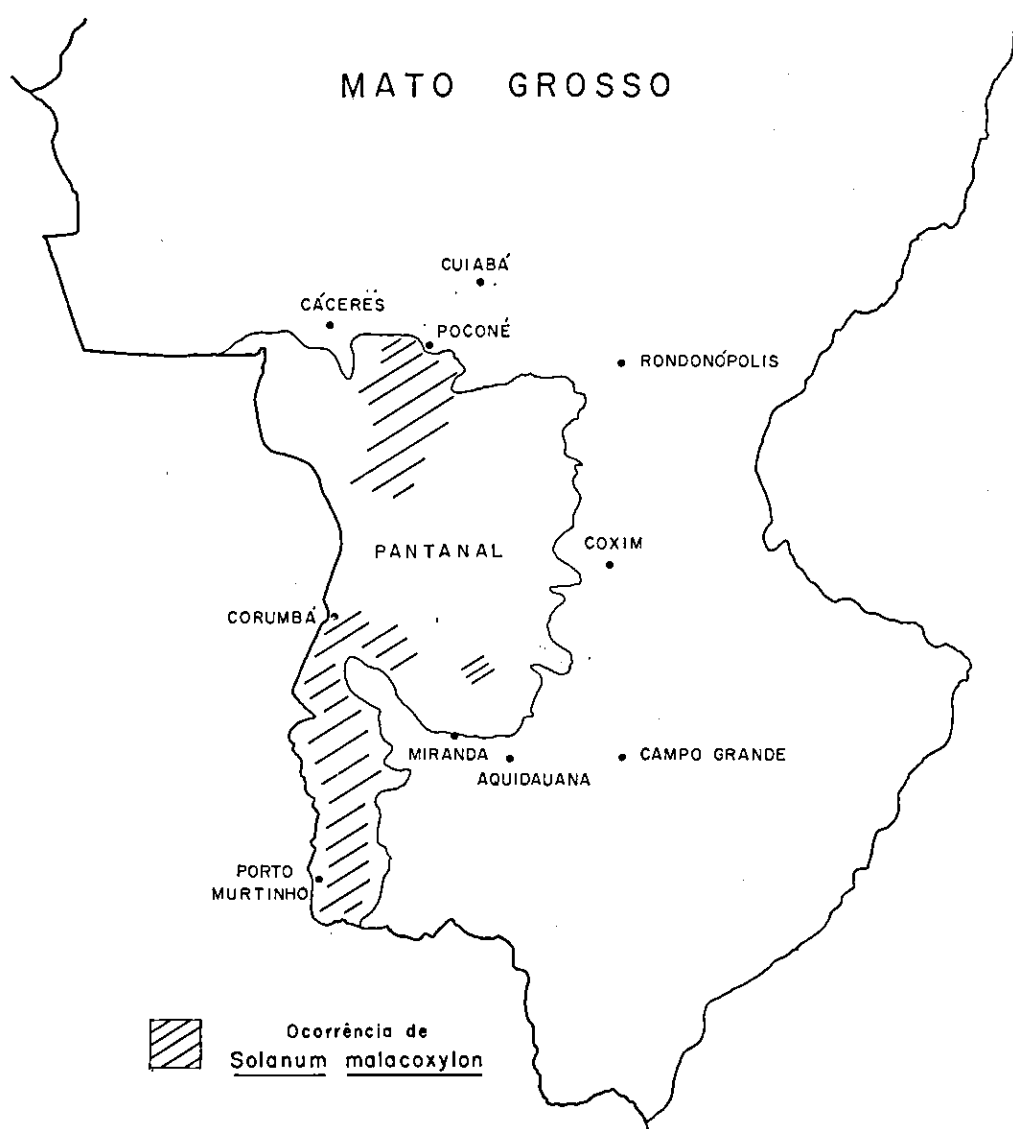 MATO GROSSO
CUIABÁ
CÁCERES
POCONÉ
RONDONÓPOLIS
PANTANAL
COXIM
CORUMBÁ
MIRANDA
AQUIDAUANA
CAMPO GRANDE
PORTO
MURTINHO
Ocorrência de
Solanum malacoxylon